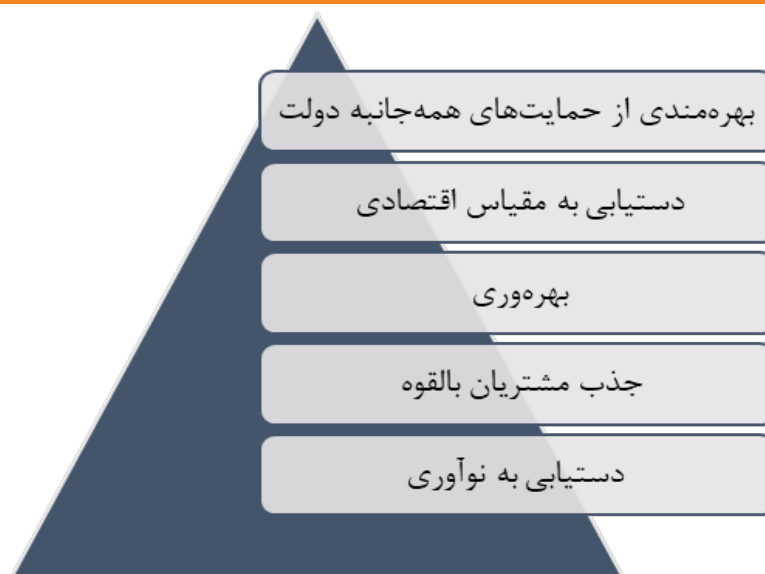 بهره‌مندی از حمایت‌های همه‌جانبه دولت
دستیابی به مقیاس اقتصادی
بهره‌وری
جذب مشتریان بالقوه
دستیابی به نوآوری